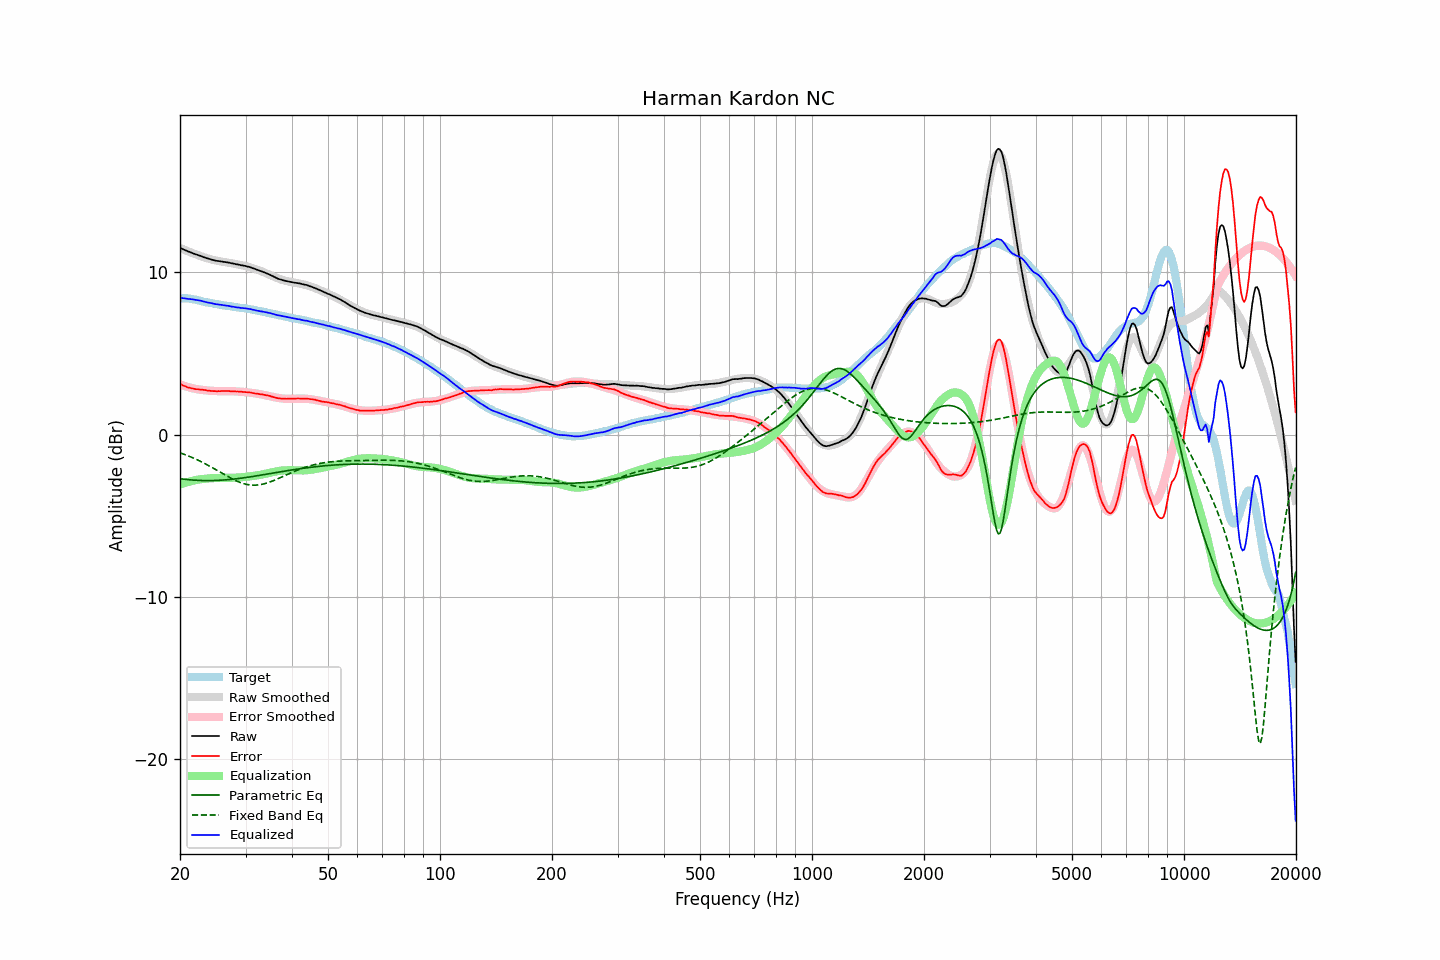 Harman Kardon NC
Amplitude (dBr)
10
0
−10
−20
Target
Raw Smoothed
Error Smoothed
Raw
Error
Equalization
Parametric Eq
Fixed Band Eq
Equalized
20 50 100 200 500 1000 2000 5000 10000 20000
Frequency (Hz)